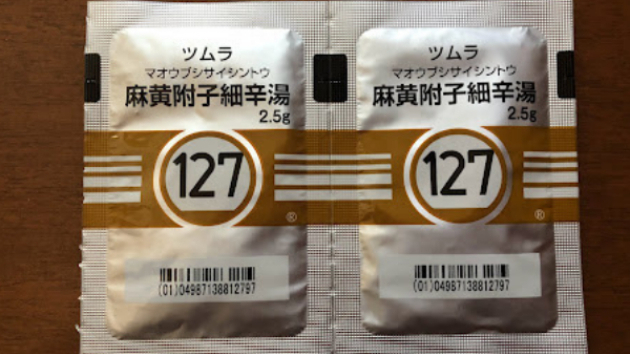 ツムラ
マオウブシサイシントウ
麻黄附子細辛湯
2.5g
127
®
(01)04987138812797
ツムラ
マオウブシサイシントウ
麻黄附子細辛湯
2.5g
127
®
(01)04987138812797